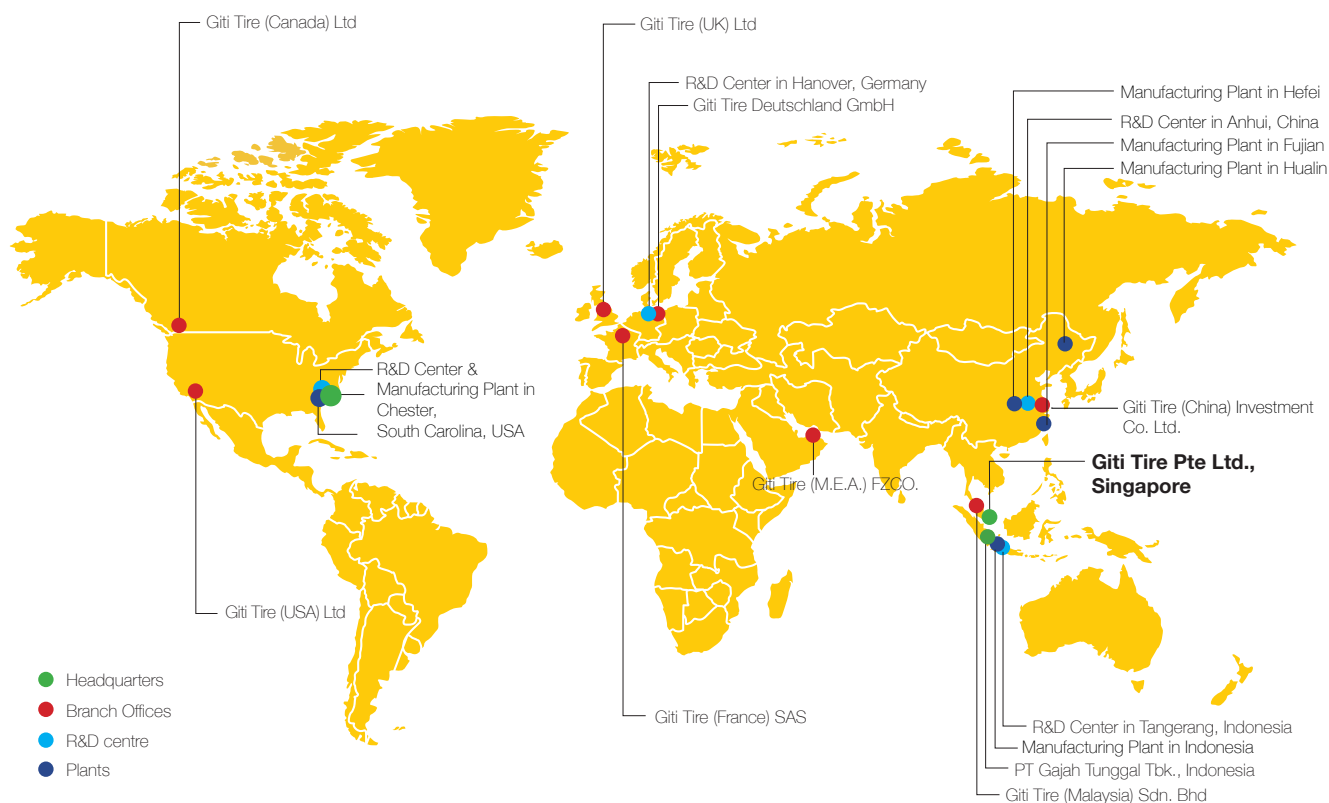 Giti Tire (Canada) Ltd
Giti Tire (UK) Ltd
R&D Center in Hanover, Germany
Giti Tire Deutschland GmbH
Manufacturing Plant in Hefei
R&D Center in Anhui, China
Manufacturing Plant in Fujian
Manufacturing Plant in Hualin
R&D Center &
Manufacturing Plant in
Chester,
South Carolina, USA
Giti Tire (China) Investment
Co. Ltd.
Giti Tire Pte Ltd.,
Singapore
Giti Tire (M.E.A.) FZCO.
Giti Tire (USA) Ltd
Giti Tire (France) SAS
R&D Center in Tangerang, Indonesia
Manufacturing Plant in Indonesia
PT Gajah Tunggal Tbk., Indonesia
Giti Tire (Malaysia) Sdn. Bhd
Headquarters
Branch Offices
R&D centre
Plants